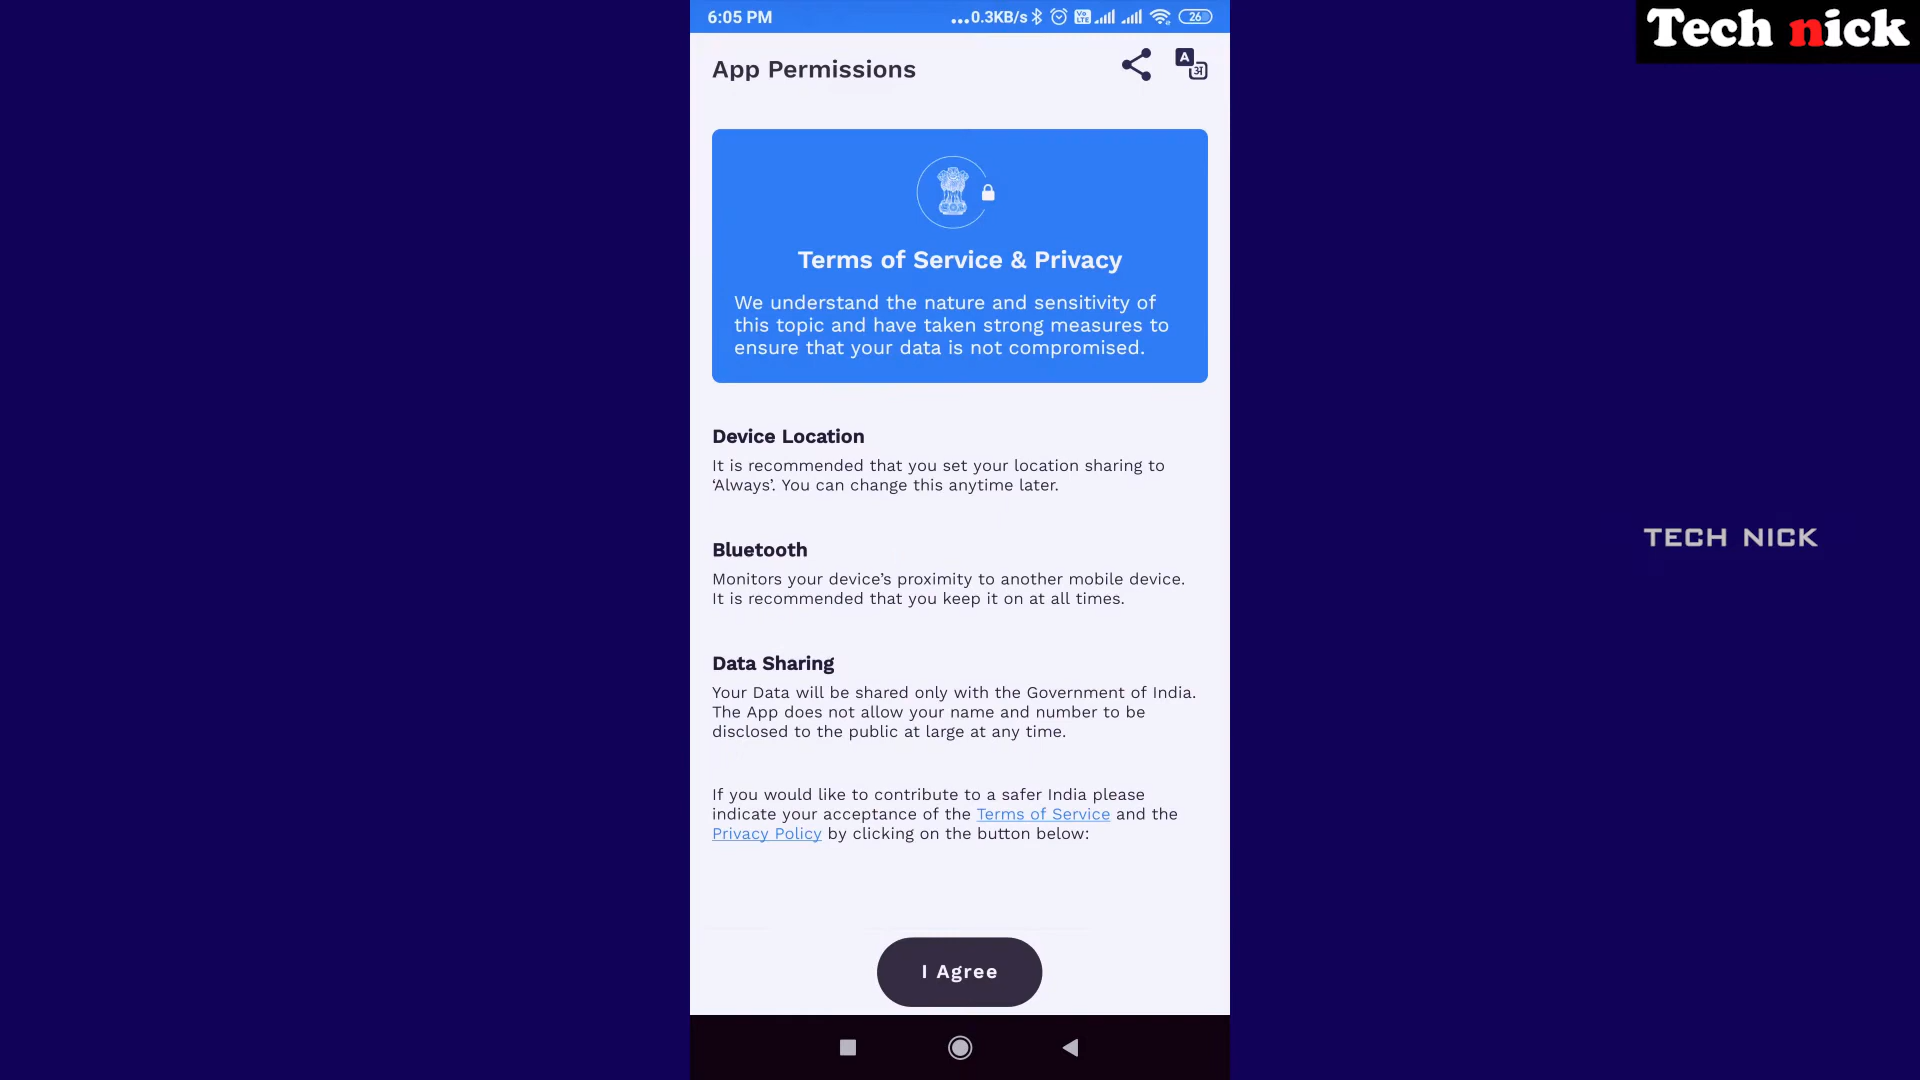 6:05 PM
...0.3KB/s
Vo
LTE
26
Tech nick
App Permissions
A
अ
Terms of Service & Privacy
We understand the nature and sensitivity of
this topic and have taken strong measures to
ensure that your data is not compromised.
Device Location
It is recommended that you set your location sharing to
‘Always’. You can change this anytime later.
Bluetooth
Monitors your device’s proximity to another mobile device.
It is recommended that you keep it on at all times.
TECH NICK
Data Sharing
Your Data will be shared only with the Government of India.
The App does not allow your name and number to be
disclosed to the public at large at any time.
If you would like to contribute to a safer India please
indicate your acceptance of the Terms of Service and the
Privacy Policy by clicking on the button below:
I Agree